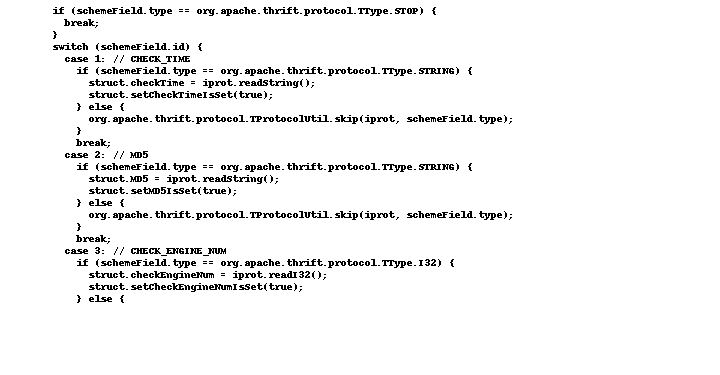 if (schemeField.type == org.apache.thrift.protocol.TType.STOP) {
break;
}
switch (schemeField.id) {
case 1: // CHECK_TIME
if (schemeField.type == org.apache.thrift.protocol.TType.STRING) {
struct.checkTime = iprot.readString();
struct.setCheckTimeIsSet(true);
} else {
org.apache.thrift.protocol.TProtocolUtil.skip(iprot, schemeField.type);
}
break;
case 2: // MD5
if (schemeField.type == org.apache.thrift.protocol.TType.STRING) {
struct.MD5 = iprot.readString();
struct.setMD5IsSet(true);
} else {
org.apache.thrift.protocol.TProtocolUtil.skip(iprot, schemeField.type);
}
break;
case 3: // CHECK_ENGINE_NUM
if (schemeField.type == org.apache.thrift.protocol.TType.I32) {
struct.checkEngineNum = iprot.readI32();
struct.setCheckEngineNumIsSet(true);
} else {